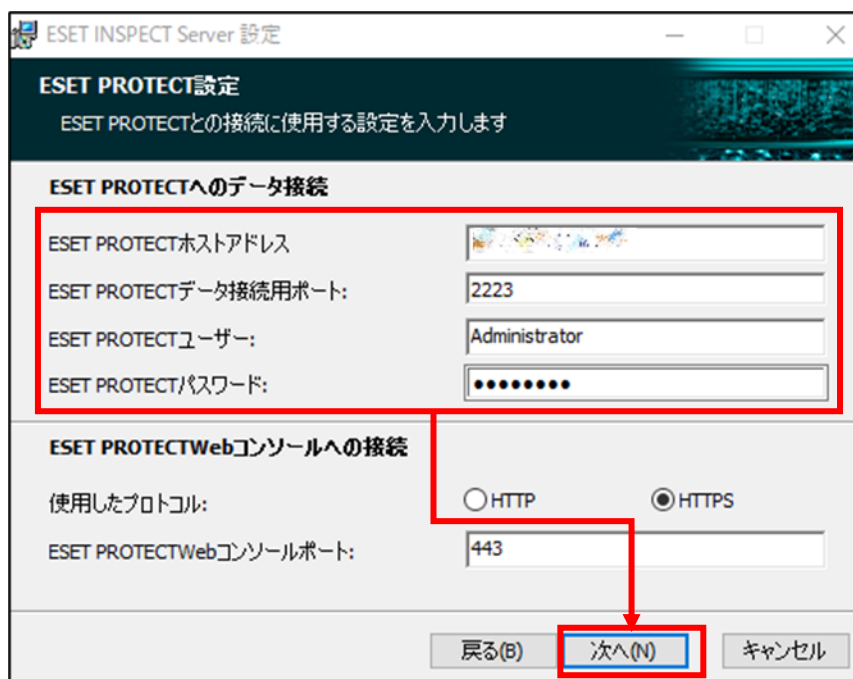 ESET INSPECT Server 設定
ESET PROTECT設定
ESET PROTECTとの接続に使用する設定を入力します
ESET PROTECTへのデータ接続
ESET PROTECTホストアドレス
ESET PROTECTデータ接続用ポート: 2223
ESET PROTECTユーザー: Administrator
ESET PROTECTパスワード: ●●●●●●●●
ESET PROTECTWebコンソールへの接続
使用したプロトコル: HTTP HTTPS
ESET PROTECTWebコンソールポート: 443
戻る(B) 次へ(N) キャンセル